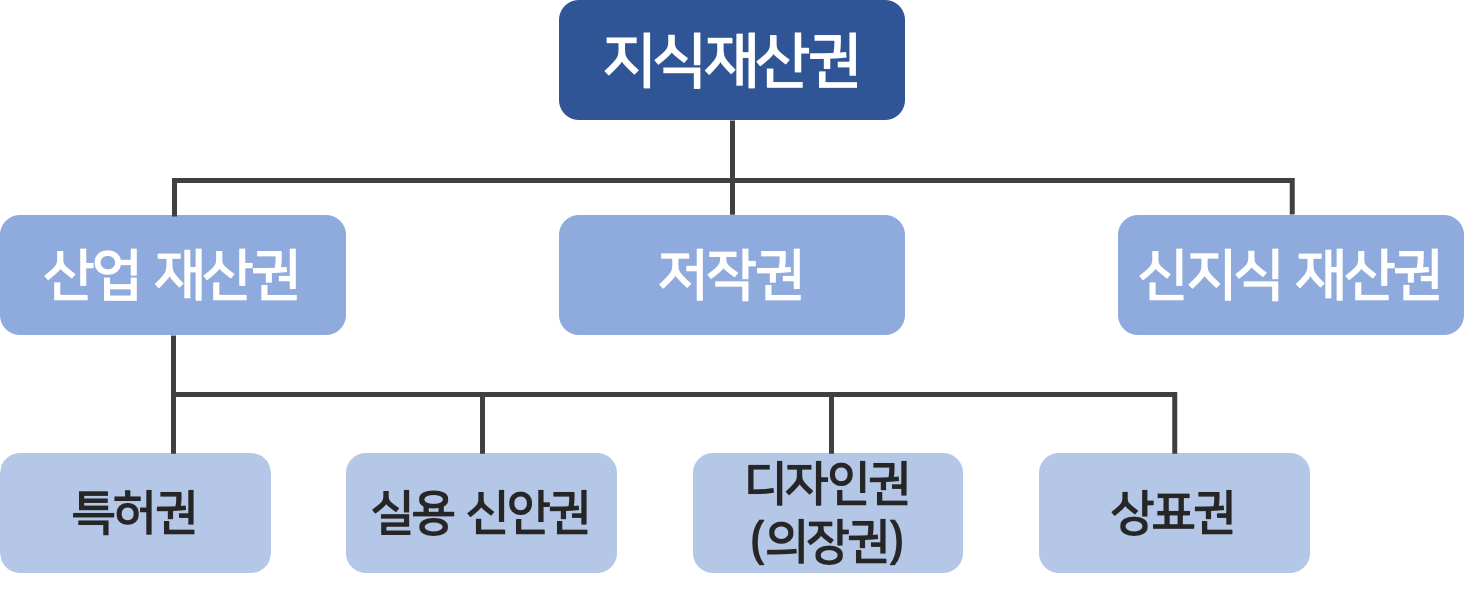 지식재산권
산업 재산권
저작권
신지식 재산권
특허권
실용 신안권
디자인권
(의장권)
상표권